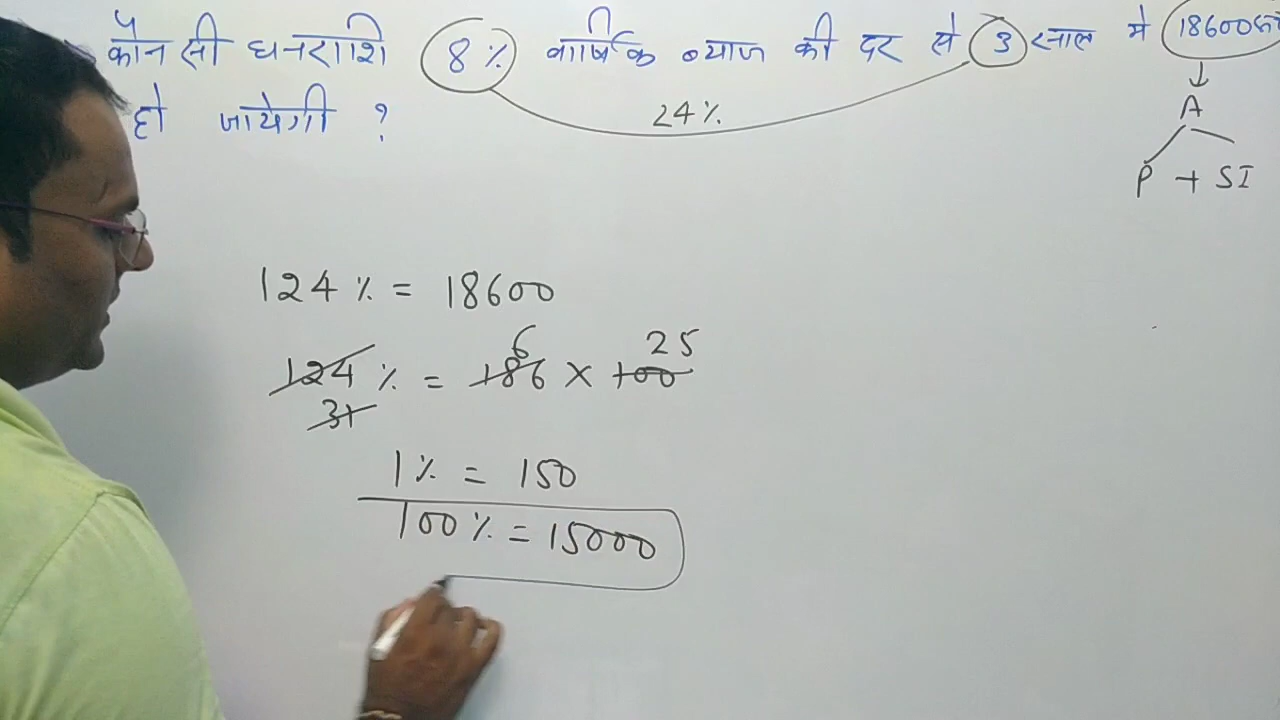 कौन सी धनराशि 8% वार्षिक ब्याज की दर से 3 साल मे 18600
हो जायेगी ?
24%
A
P + SI
124% = 18600
6 25
124% = 186 × 100
31
1% = 150
100% = 15000